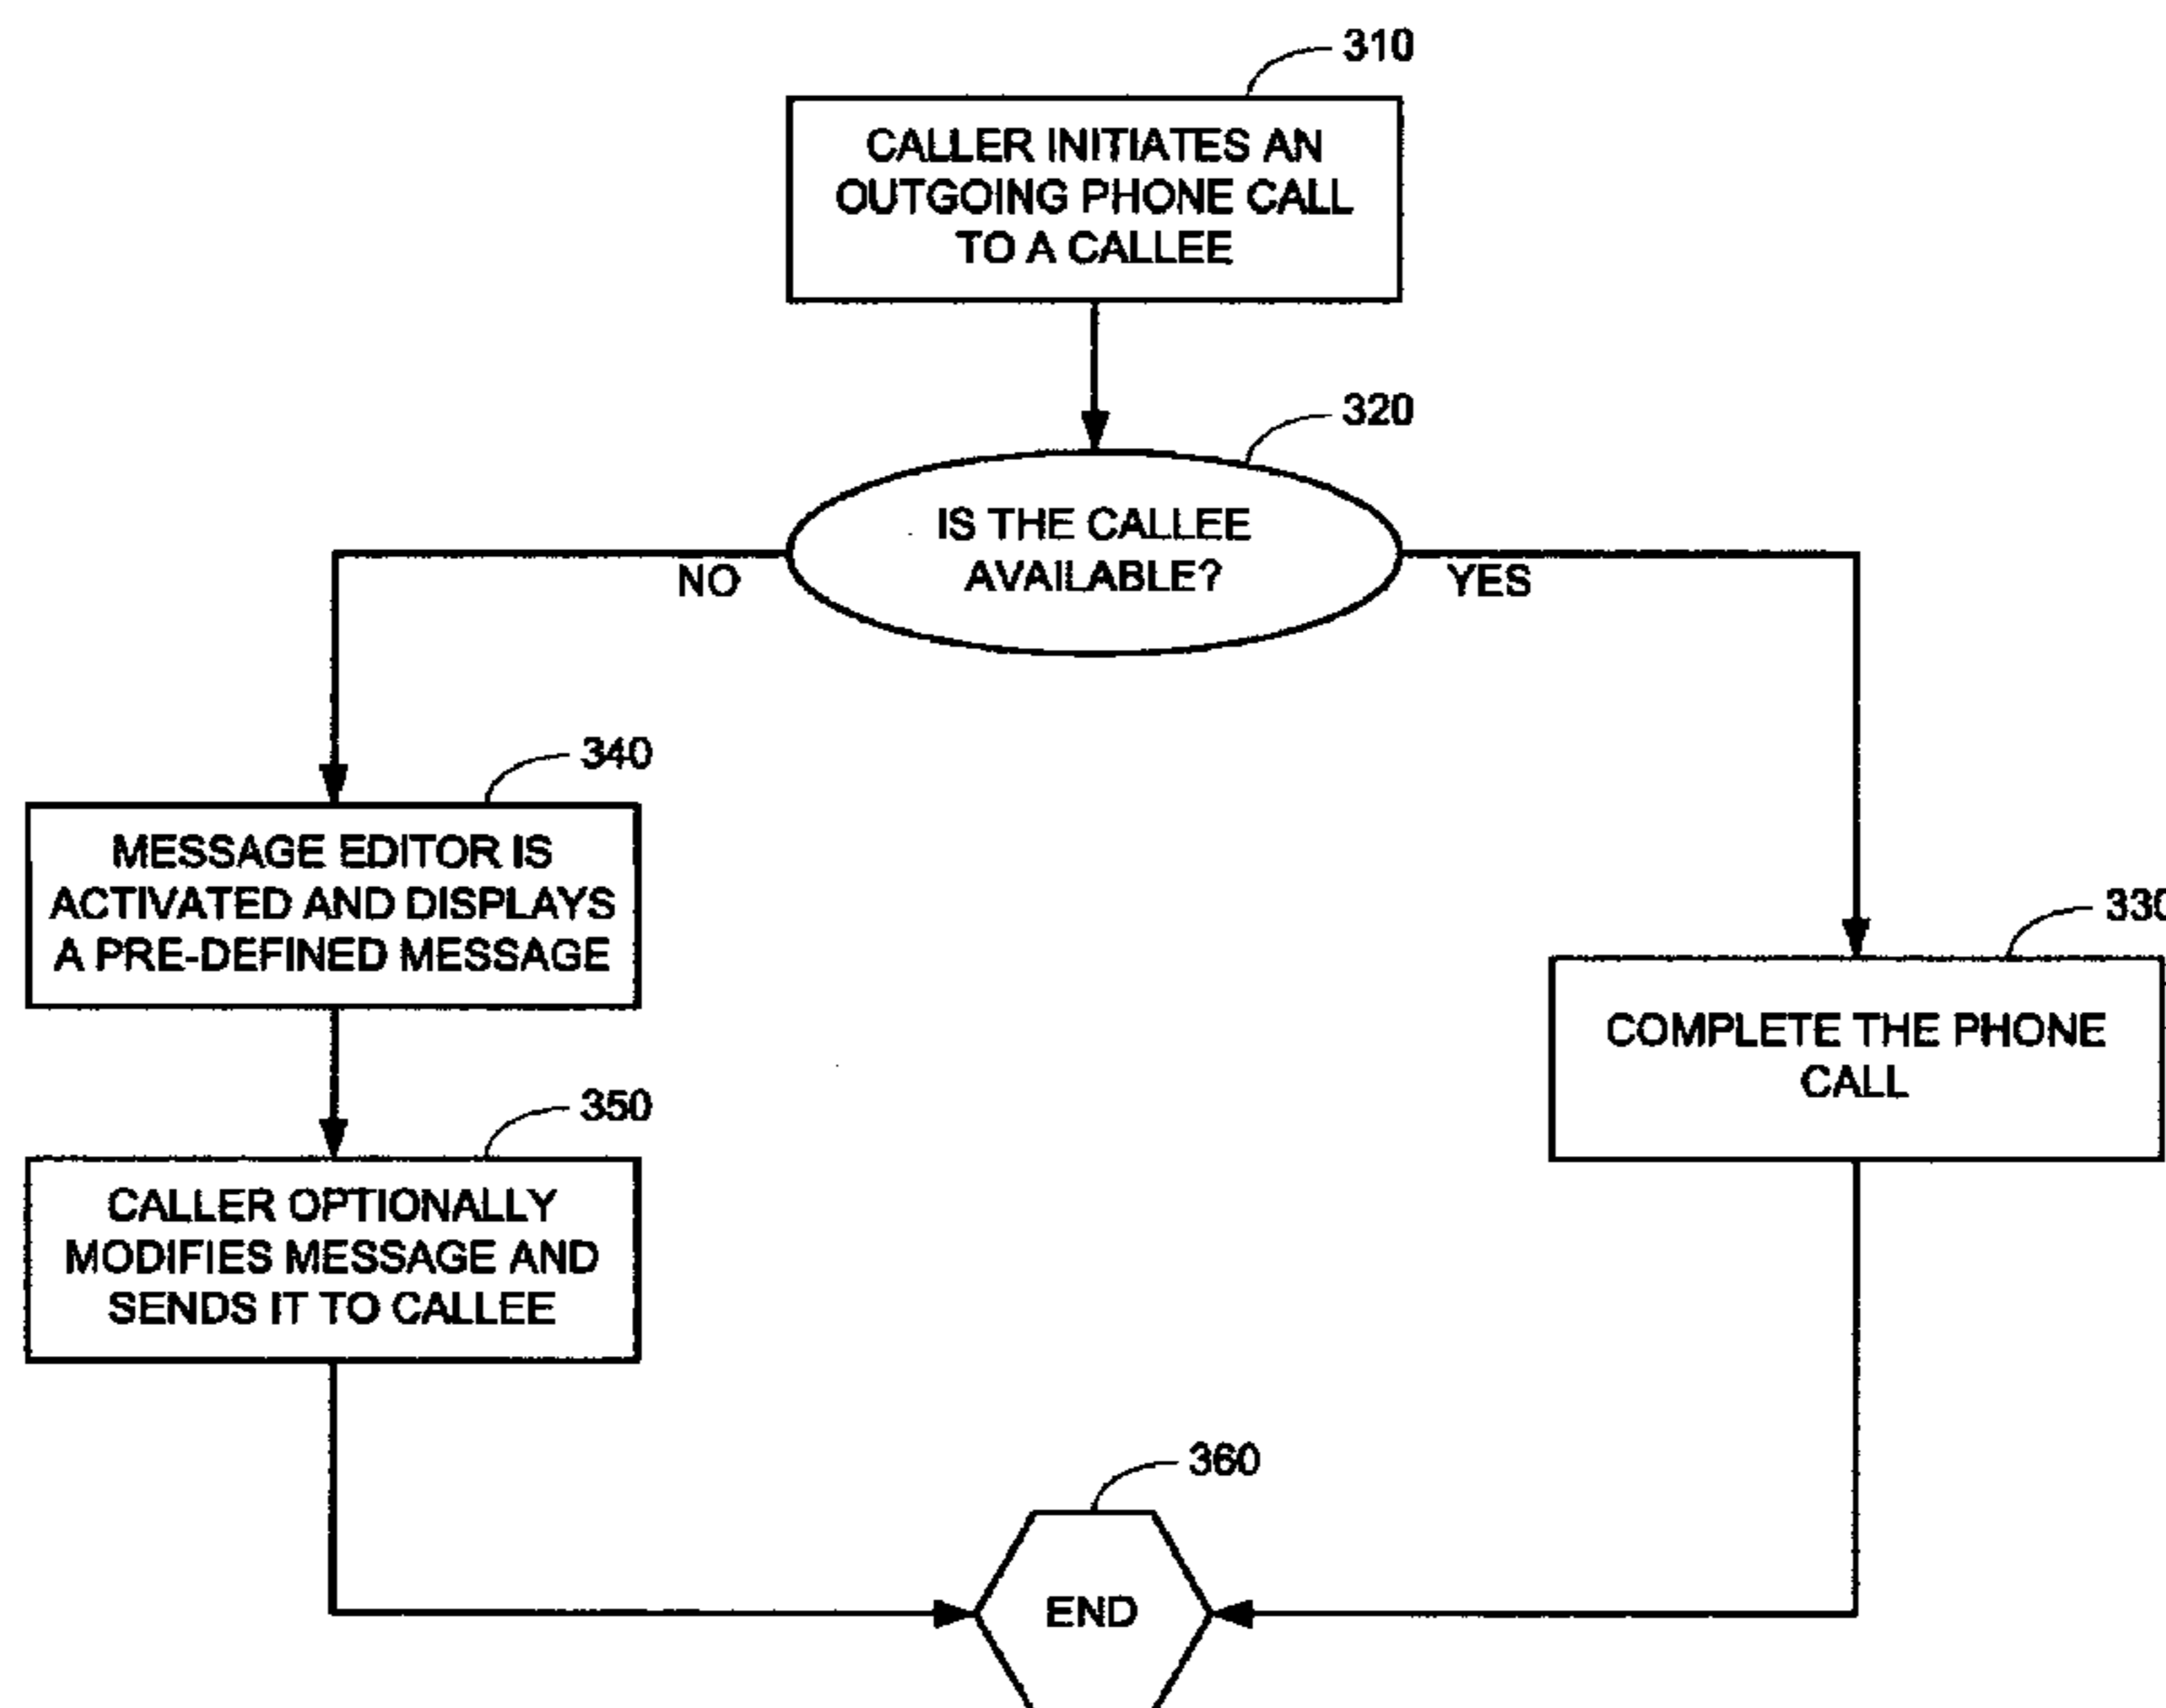 310
CALLER INITIATES AN
OUTGOING PHONE CALL
TO A CALLEE
320
IS THE CALLEE
AVAILABLE?
NO
YES
340
MESSAGE EDITOR IS
ACTIVATED AND DISPLAYS
A PRE-DEFINED MESSAGE
330
COMPLETE THE PHONE
CALL
350
CALLER OPTIONALLY
MODIFIES MESSAGE AND
SENDS IT TO CALLEE
360
END